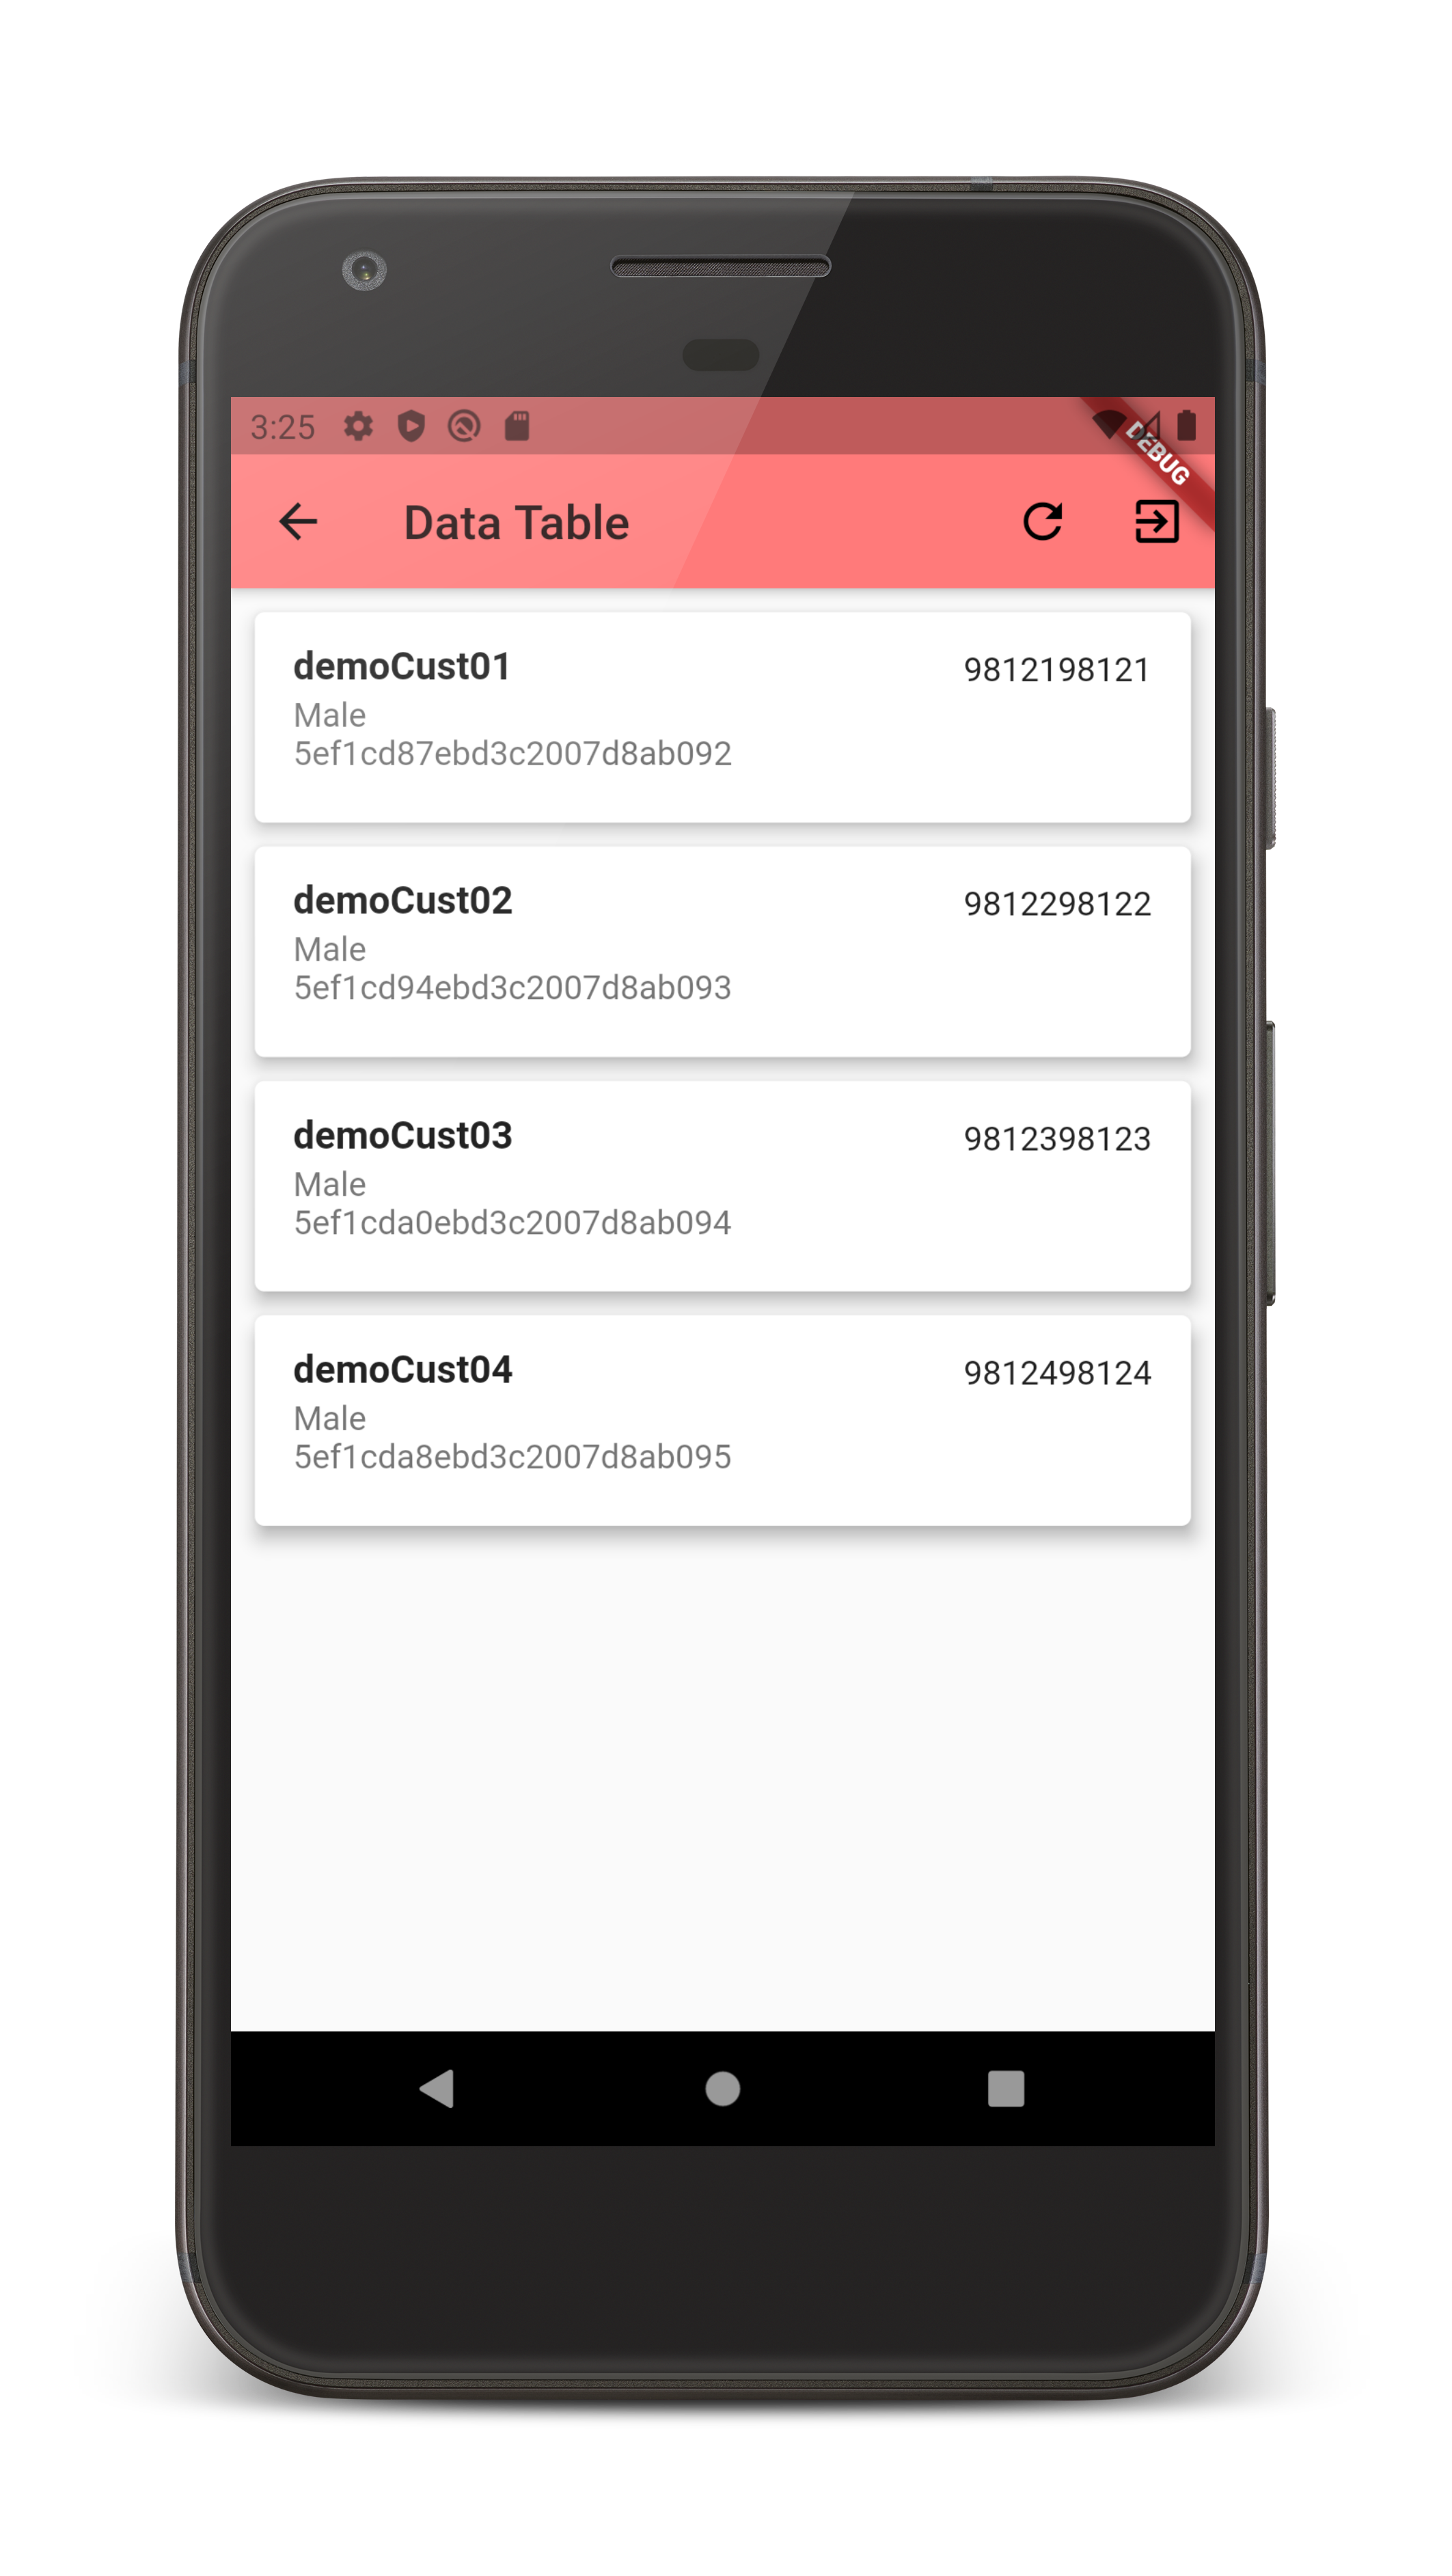 3:25
DEBUG
Data Table
demoCust01 9812198121
Male
5ef1cd87ebd3c2007d8ab092
demoCust02 9812298122
Male
5ef1cd94ebd3c2007d8ab093
demoCust03 9812398123
Male
5ef1cda0ebd3c2007d8ab094
demoCust04 9812498124
Male
5ef1cda8ebd3c2007d8ab095